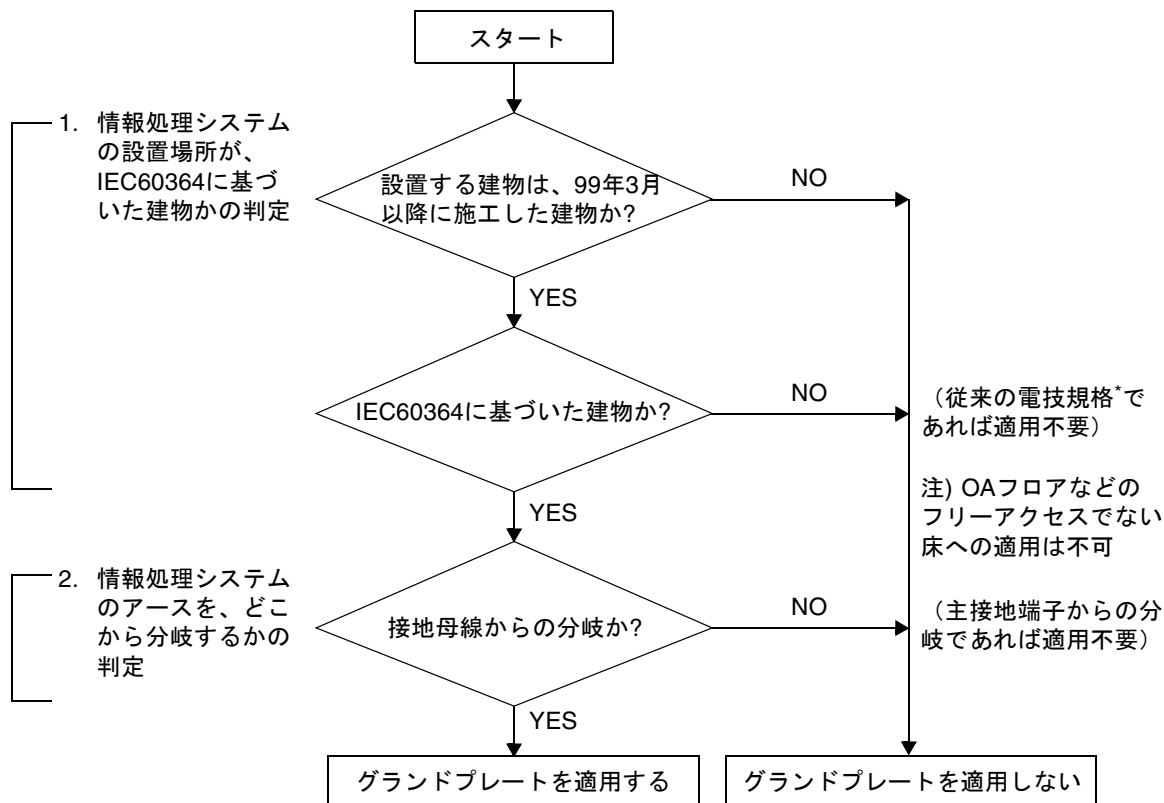 スタート
1. 情報処理システム
の設置場所が、
IEC60364に基づ
いた建物かの判定
設置する建物は、99年3月
以降に施工した建物か?
NO
YES
IEC60364に基づいた建物か?
NO
(従来の電技規格*で
あれば適用不要)
注) OAフロアなどの
フリーアクセスでない
床への適用は不可
YES
2. 情報処理システム
のアースを、どこ
から分岐するかの
判定
接地母線からの分岐か?
NO
(主接地端子からの分
岐であれば適用不要)
YES
グランドプレートを適用する
グランドプレートを適用しない